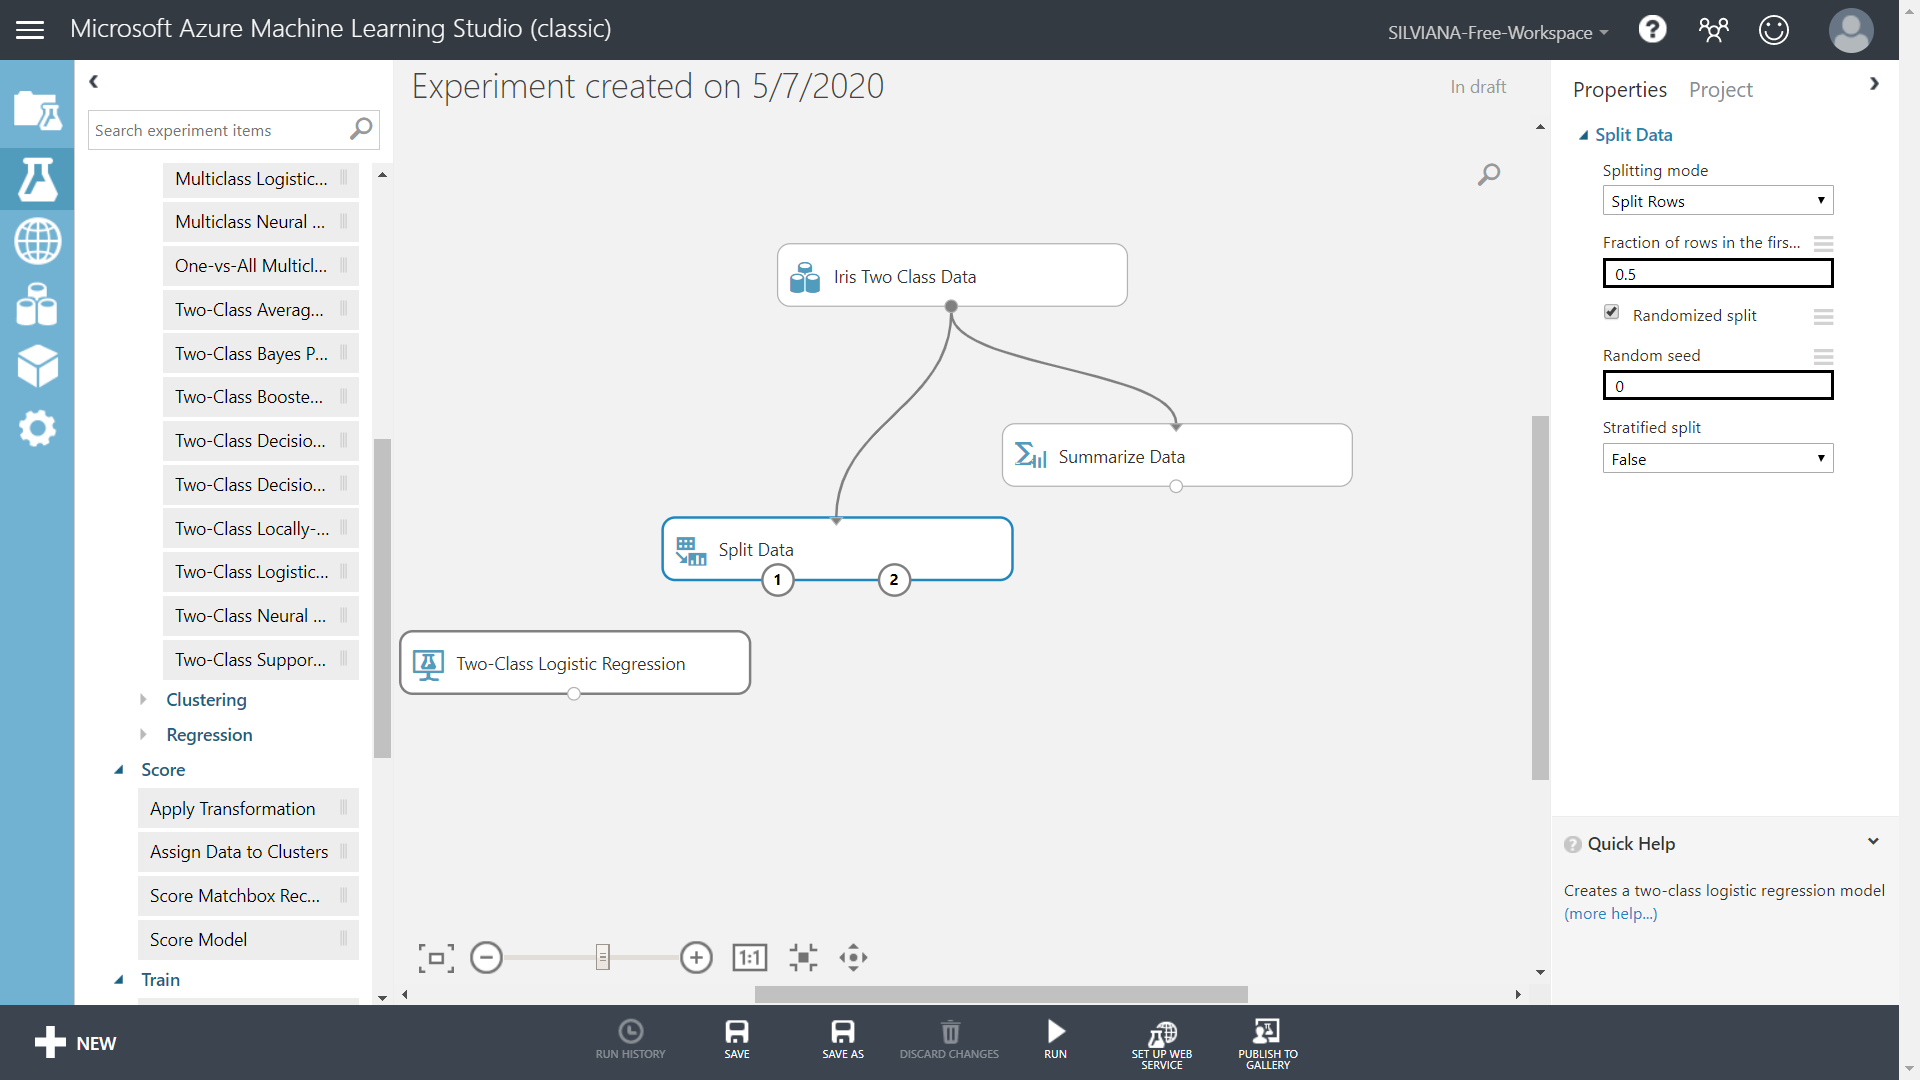 Microsoft Azure Machine Learning Studio (classic)
SILVIANA-Free-Workspace
?
Search experiment items
Multiclass Logistic...
Multiclass Neural ...
One-vs-All Multicl...
Two-Class Averag...
Two-Class Bayes P...
Two-Class Booste...
Two-Class Decisio...
Two-Class Decisio...
Two-Class Locally-...
Two-Class Logistic...
Two-Class Neural ...
Two-Class Suppor...
Clustering
Regression
Score
Apply Transformation
Assign Data to Clusters
Score Matchbox Rec...
Score Model
Train
Experiment created on 5/7/2020
In draft
Iris Two Class Data
Summarize Data
Split Data
1
2
Two-Class Logistic Regression
1:1
Properties
Project
Split Data
Splitting mode
Split Rows
Fraction of rows in the firs...
0.5
Randomized split
Random seed
0
Stratified split
False
? Quick Help
Creates a two-class logistic regression model
(more help...)
NEW
RUN HISTORY
SAVE
SAVE AS
DISCARD CHANGES
RUN
SET UP WEB
SERVICE
PUBLISH TO
GALLERY